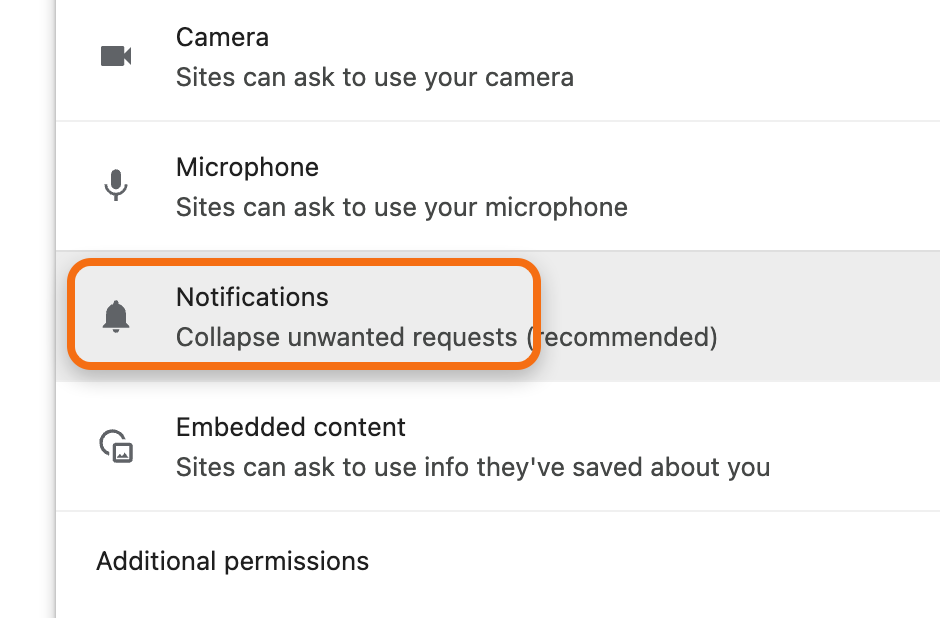 Camera
Sites can ask to use your camera
Microphone
Sites can ask to use your microphone
Notifications
Collapse unwanted requests (recommended)
Embedded content
Sites can ask to use info they've saved about you
Additional permissions